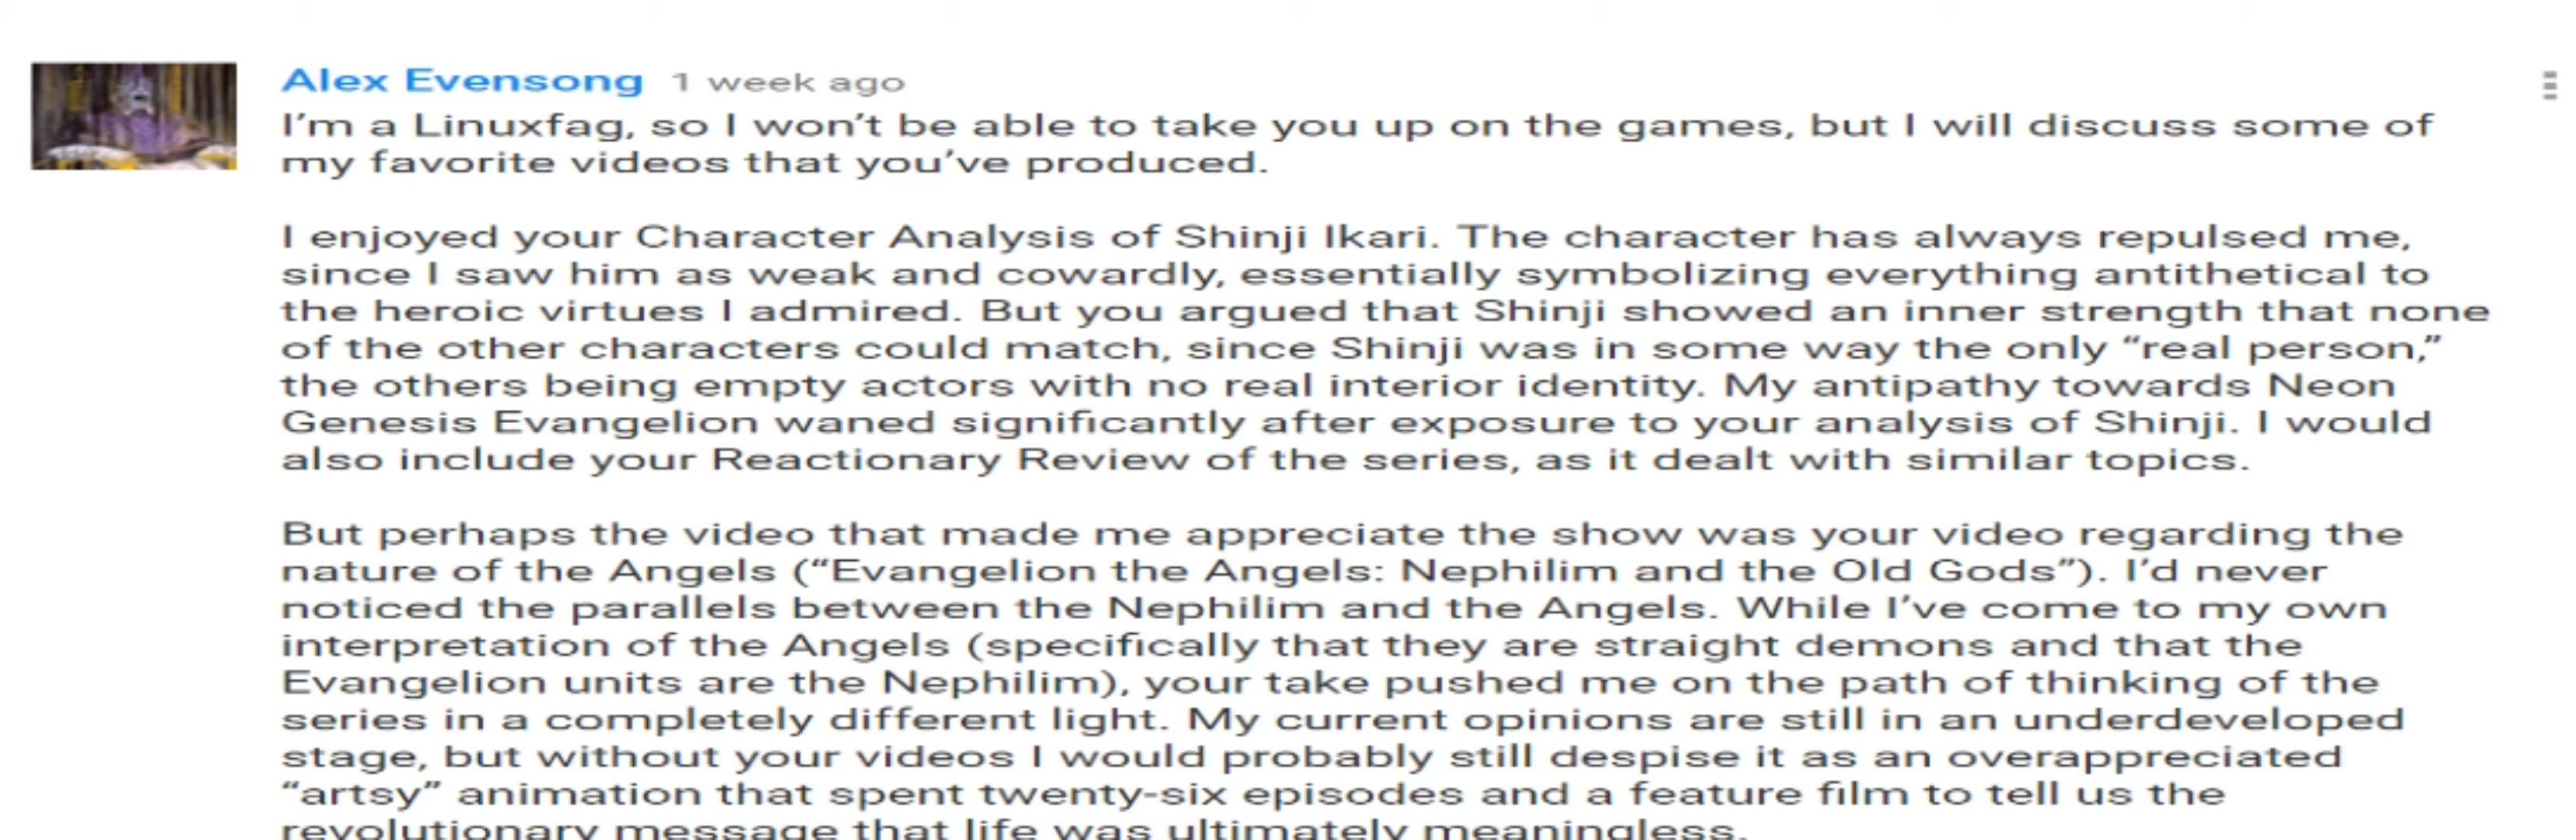 Alex Evensong 1 week ago
I’m a Linuxfag, so I won’t be able to take you up on the games, but I will discuss some of
my favorite videos that you’ve produced.
I enjoyed your Character Analysis of Shinji Ikari. The character has always repulsed me,
since I saw him as weak and cowardly, essentially symbolizing everything antithetical to
the heroic virtues I admired. But you argued that Shinji showed an inner strength that none
of the other characters could match, since Shinji was in some way the only “real person,”
the others being empty actors with no real interior identity. My antipathy towards Neon
Genesis Evangelion waned significantly after exposure to your analysis of Shinji. I would
also include your Reactionary Review of the series, as it dealt with similar topics.
But perhaps the video that made me appreciate the show was your video regarding the
nature of the Angels (“Evangelion the Angels: Nephilim and the Old Gods”). I’d never
noticed the parallels between the Nephilim and the Angels. While I’ve come to my own
interpretation of the Angels (specifically that they are straight demons and that the
Evangelion units are the Nephilim), your take pushed me on the path of thinking of the
series in a completely different light. My current opinions are still in an underdeveloped
stage, but without your videos I would probably still despise it as an overappreciated
“artsy” animation that spent twenty-six episodes and a feature film to tell us the
revolutionary message that life was ultimately meaningless.